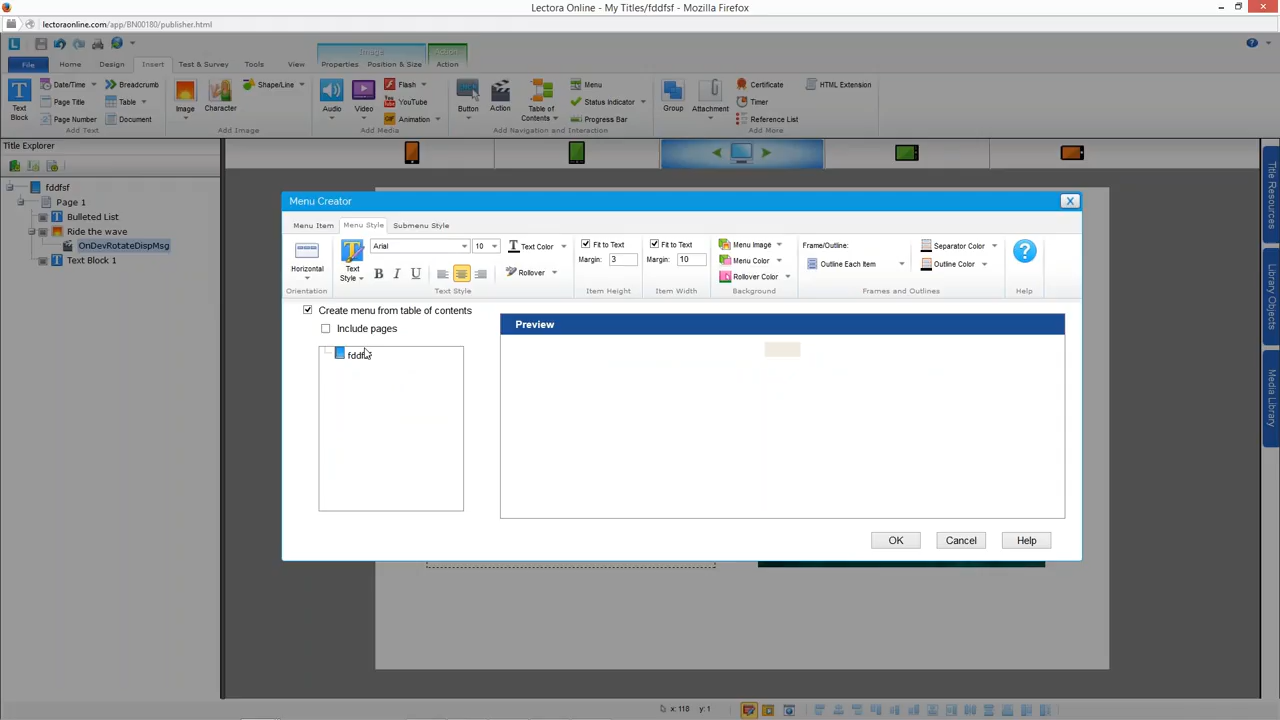 Lectora Online - My Titles/fddfsf - Mozilla Firefox
lectoraonline.com/app/BN00180/publisher.html
Image
Action
File
Home
Design
Insert
Test & Survey
Tools
View
Properties
Position & Size
Action
Text
Block
Date/Time
Page Title
Page Number
Breadcrumb
Table
Document
Add Text
Image
Character
Shape/Line
Add Image
Audio
Video
Flash
YouTube
Animation
Add Media
Button
Action
Table of
Contents
Menu
Status Indicator
Progress Bar
Add Navigation and Interaction
Group
Attachment
Certificate
Timer
Reference List
HTML Extension
Add More
Title Explorer
fddfsf
Page 1
Bulleted List
Ride the wave
OnDevRotateDispMsg
Text Block 1
Title Resources
Library Objects
Media Library
Menu Creator
Menu Item
Menu Style
Submenu Style
Horizontal
Orientation
Text
Style
Arial
10
Text Color
B I U
Rollover
Text Style
Fit to Text
Margin: 3
Item Height
Fit to Text
Margin: 10
Item Width
Menu Image
Menu Color
Rollover Color
Background
Frame/Outline:
Outline Each Item
Separator Color
Outline Color
Frames and Outlines
Help
Create menu from table of contents
Include pages
Preview
OK
Cancel
Help
x: 118 y: 1